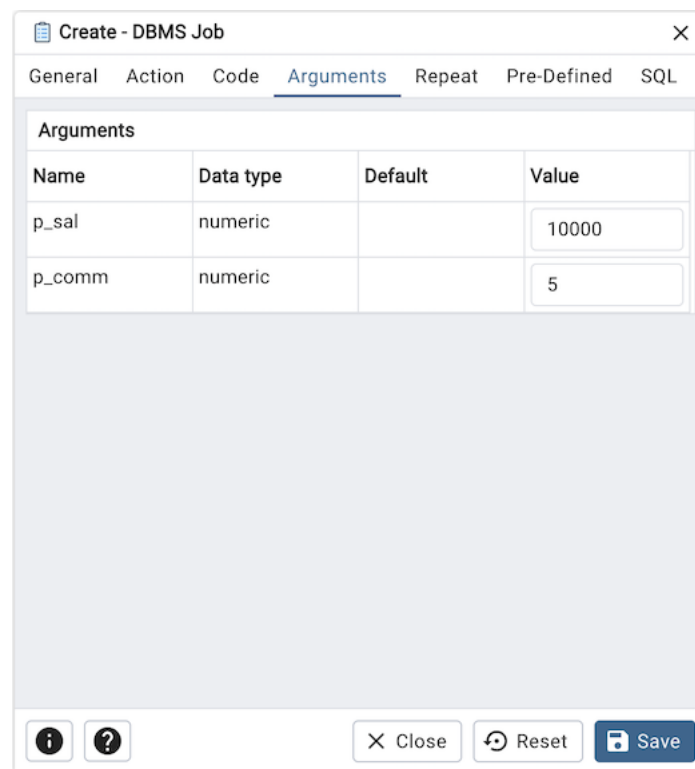 Create - DBMS Job
General Action Code Arguments Repeat Pre-Defined SQL
Arguments
Name Data type Default Value
p_sal numeric 10000
p_comm numeric 5
Close Reset Save